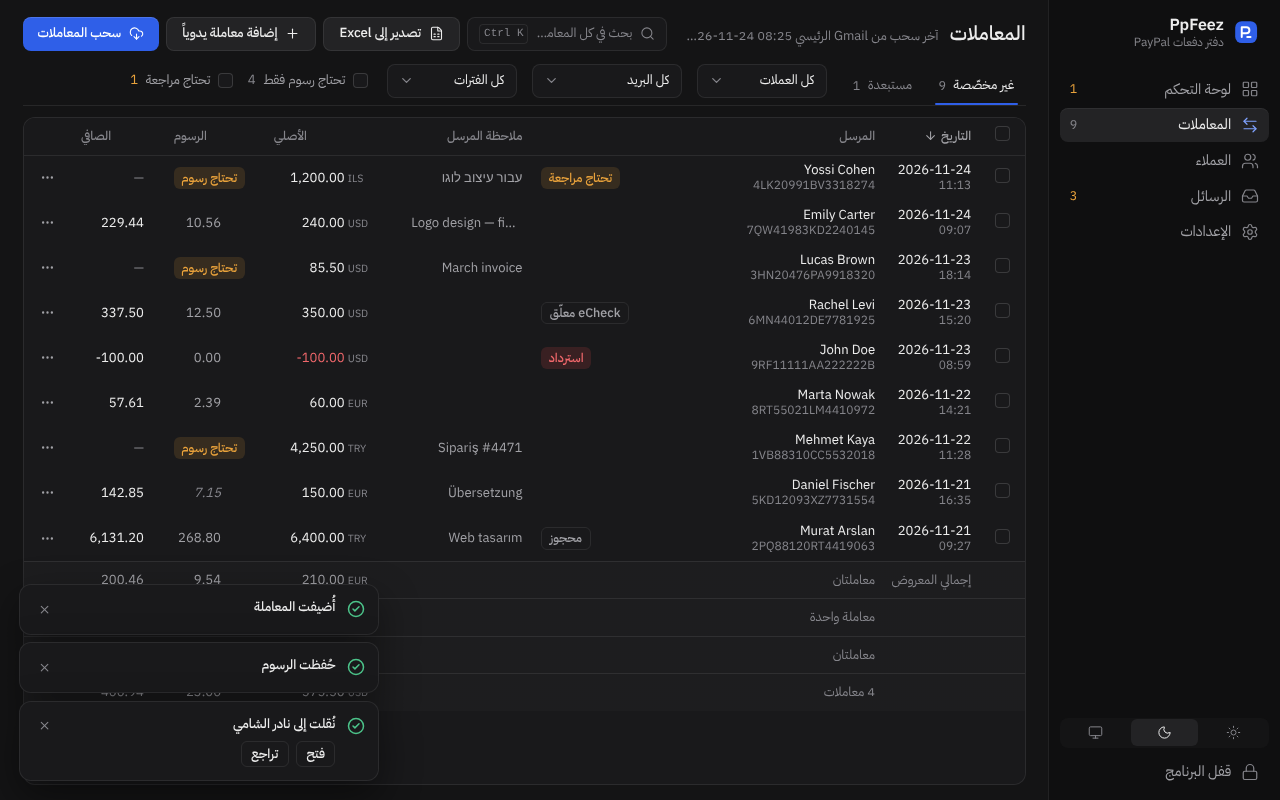 PpFeez
دفتر دفعات PayPal
لوحة التحكم 1
المعاملات 9
العملاء
الرسائل 3
الإعدادات
قفل البرنامج
المعاملات
آخر سحب من Gmail الرئيسي 08:25 24-11-26...
بحث في كل المعام... Ctrl K
تصدير إلى Excel
إضافة معاملة يدوياً
سحب المعاملات
غير مخصّصة 9
مستبعدة 1
كل العملات
كل البريد
كل الفترات
تحتاج رسوم فقط 4
تحتاج مراجعة 1
التاريخ المرسل ملاحظة المرسل الأصلي الرسوم الصافي
2026-11-24 Yossi Cohen تحتاج مراجعة עבור עיצוב לוגו 1,200.00 ILS تحتاج رسوم —
11:13 4LK20991BV3318274
2026-11-24 Emily Carter Logo design — fi... 240.00 USD 10.56 229.44
09:07 7QW41983KD2240145
2026-11-23 Lucas Brown March invoice 85.50 USD تحتاج رسوم —
18:14 3HN20476PA9918320
2026-11-23 Rachel Levi eCheck معلّق 350.00 USD 12.50 337.50
15:20 6MN44012DE7781925
2026-11-23 John Doe استرداد -100.00 USD 0.00 -100.00
08:59 9RF11111AA222222B
2026-11-22 Marta Nowak 60.00 EUR 2.39 57.61
14:21 8RT55021LM4410972
2026-11-22 Mehmet Kaya Sipariş #4471 4,250.00 TRY تحتاج رسوم —
11:28 1VB88310CC5532018
2026-11-21 Daniel Fischer Übersetzung 150.00 EUR 7.15 142.85
16:35 5KD12093XZ7731554
2026-11-21 Murat Arslan محجوز Web tasarım 6,400.00 TRY 268.80 6,131.20
09:27 2PQ88120RT4419063
إجمالي المعروض معاملتان 210.00 EUR 9.54 200.46
معاملة واحدة
معاملتان
4 معاملات
أُضيفت المعاملة
حُفظت الرسوم
نُقلت إلى نادر الشامي
فتح تراجع